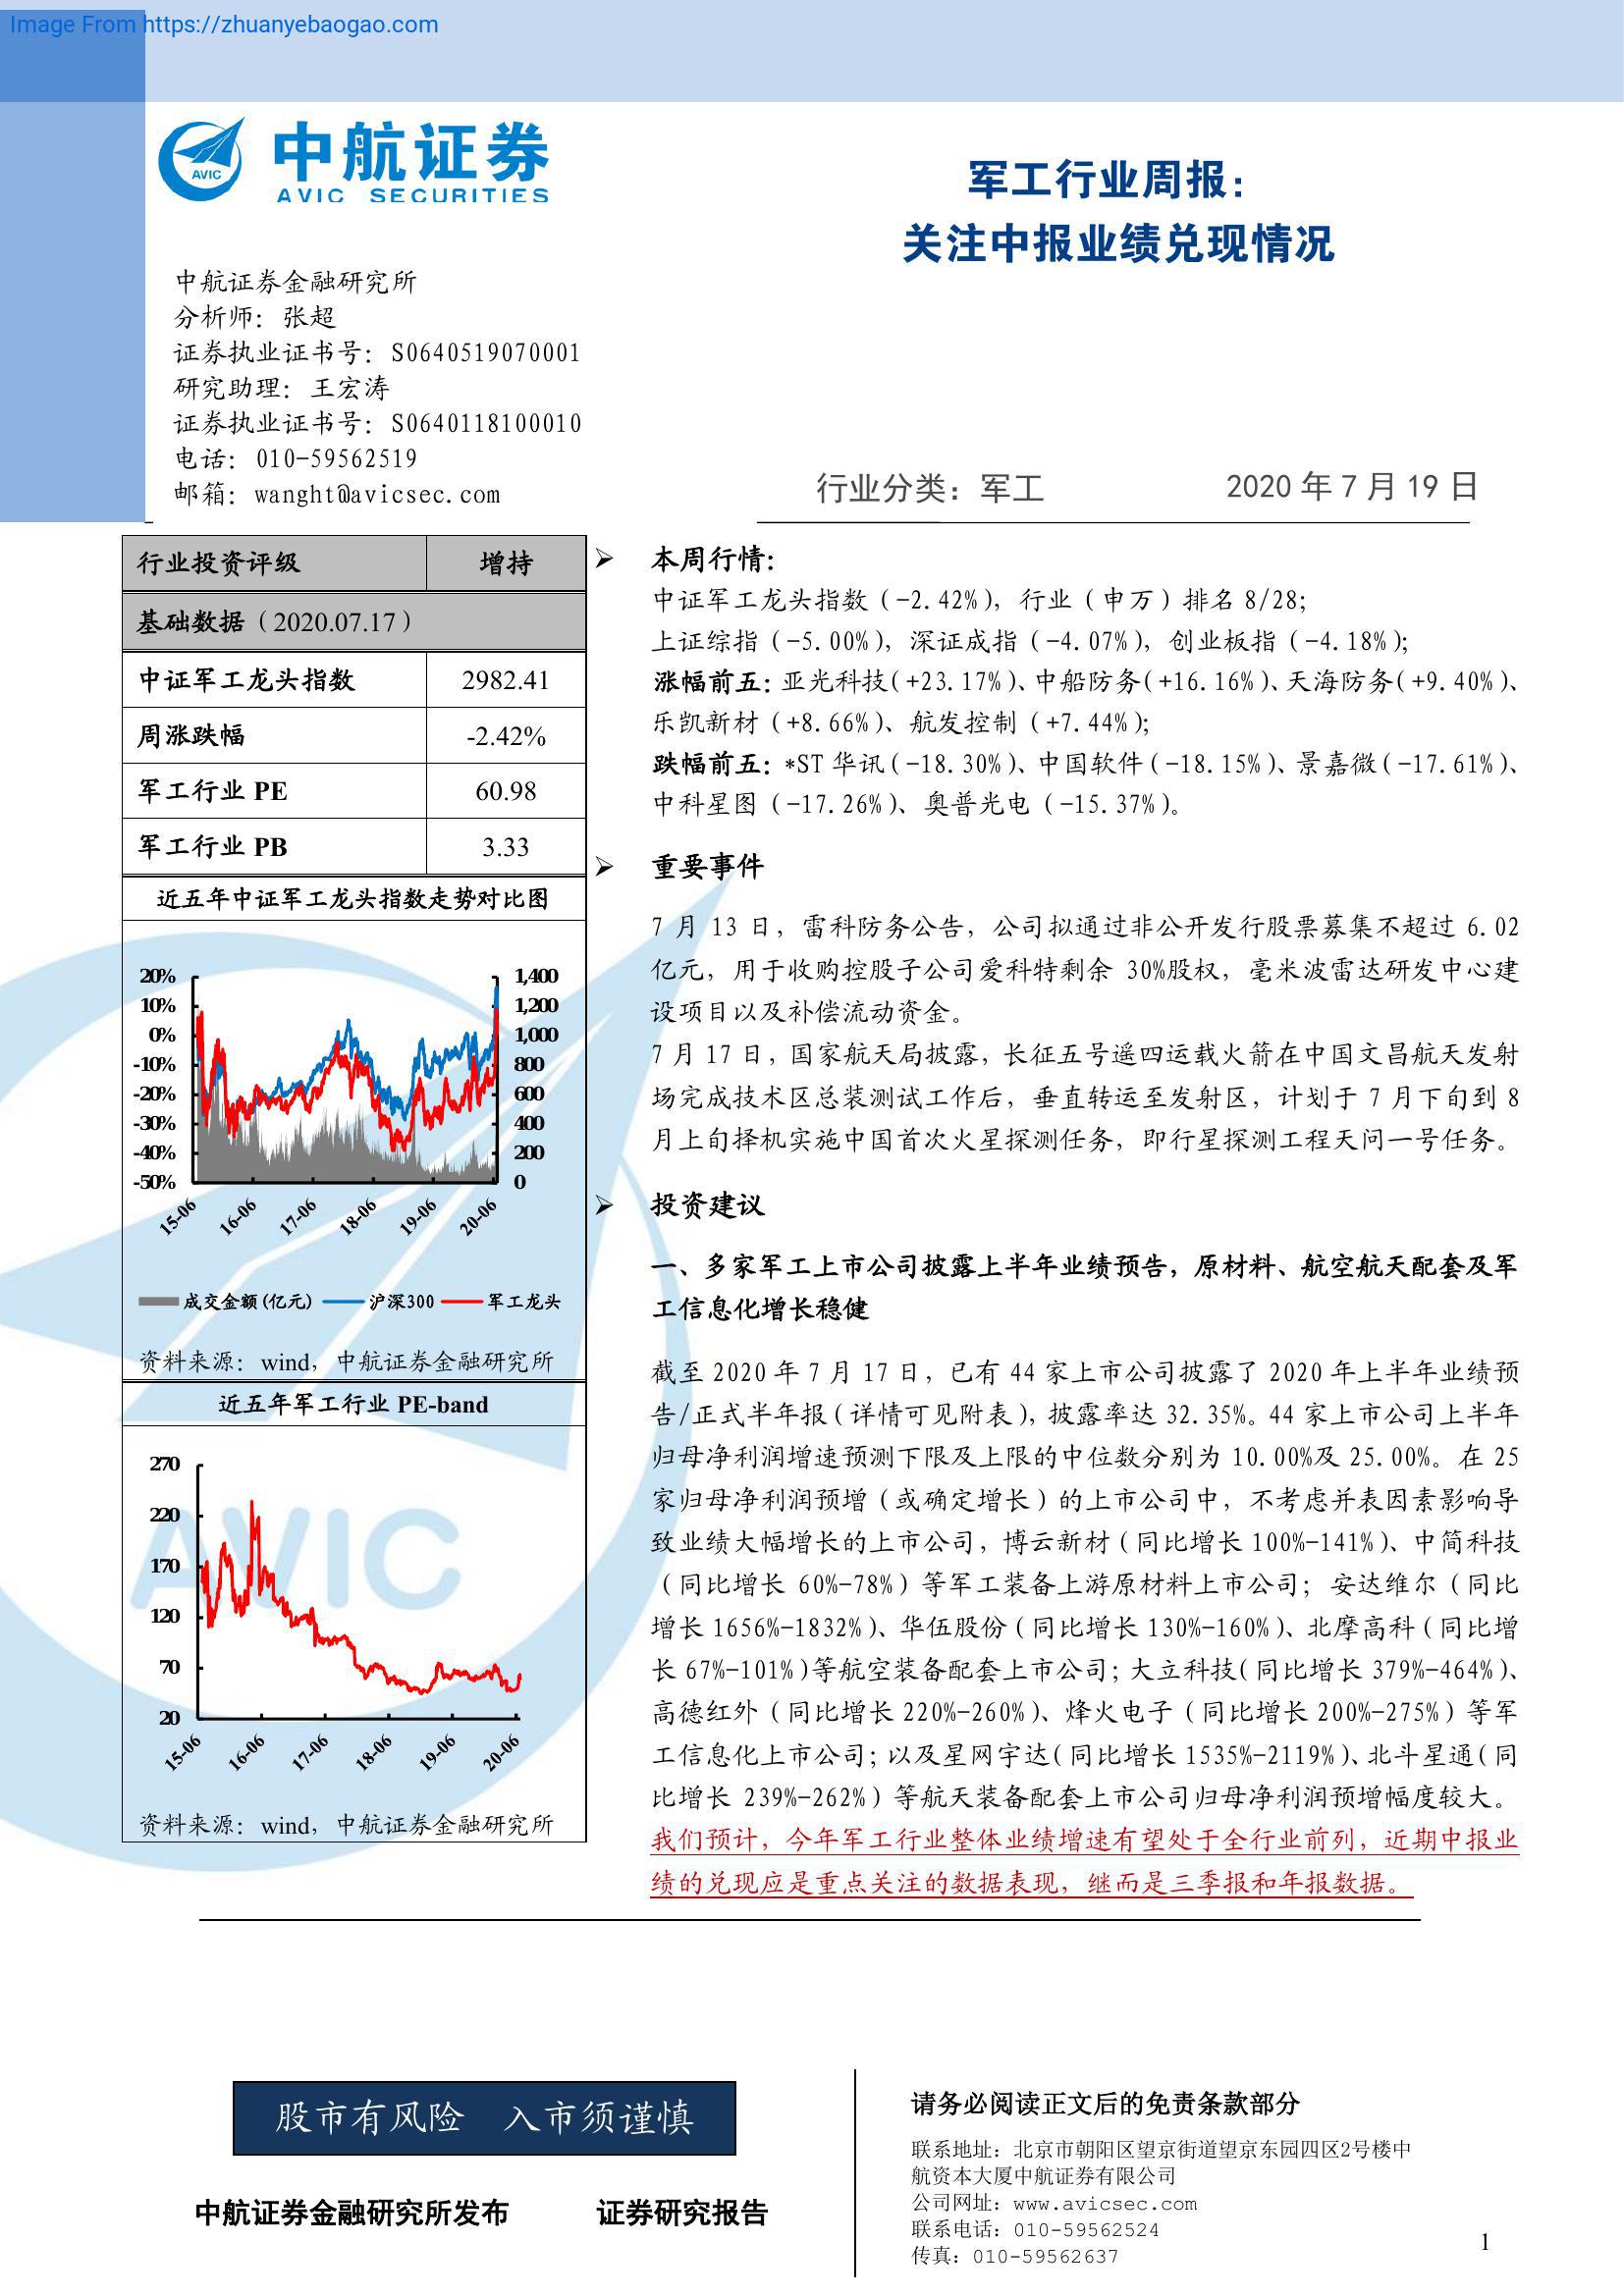 Image From https://zhuanyebaogao.com
AVIC
中航证券
AVIC SECURITIES
军工行业周报：
关注中报业绩兑现情况
中航证券金融研究所
分析师：张超
证券执业证书号：S0640519070001
研究助理：王宏涛
证券执业证书号：S0640118100010
电话：010-59562519
邮箱：wanght@avicsec.com
行业分类：军工 2020 年 7 月 19 日
行业投资评级 增持
基础数据（2020.07.17）
中证军工龙头指数 2982.41
周涨跌幅 -2.42%
军工行业 PE 60.98
军工行业 PB 3.33
近五年中证军工龙头指数走势对比图
20% 1,400
10% 1,200
0% 1,000
-10% 800
-20% 600
-30% 400
-40% 200
-50% 0
15-06 16-06 17-06 18-06 19-06 20-06
成交金额(亿元) 沪深300 军工龙头
资料来源：wind，中航证券金融研究所
近五年军工行业 PE-band
270
220
170
120
70
20
15-06 16-06 17-06 18-06 19-06 20-06
资料来源：wind，中航证券金融研究所
AVIC
➢ 本周行情：
中证军工龙头指数（-2.42%），行业（申万）排名 8/28；
上证综指（-5.00%），深证成指（-4.07%），创业板指（-4.18%）；
涨幅前五：亚光科技(+23.17%)、中船防务(+16.16%)、天海防务(+9.40%)、
乐凯新材（+8.66%）、航发控制（+7.44%）；
跌幅前五：*ST 华讯(-18.30%)、中国软件(-18.15%)、景嘉微(-17.61%)、
中科星图（-17.26%）、奥普光电（-15.37%）。
➢ 重要事件
7 月 13 日，雷科防务公告，公司拟通过非公开发行股票募集不超过 6.02
亿元，用于收购控股子公司爱科特剩余 30%股权，毫米波雷达研发中心建
设项目以及补偿流动资金。
7 月 17 日，国家航天局披露，长征五号遥四运载火箭在中国文昌航天发射
场完成技术区总装测试工作后，垂直转运至发射区，计划于 7 月下旬到 8
月上旬择机实施中国首次火星探测任务，即行星探测工程天问一号任务。
➢ 投资建议
一、多家军工上市公司披露上半年业绩预告，原材料、航空航天配套及军
工信息化增长稳健
截至 2020 年 7 月 17 日，已有 44 家上市公司披露了 2020 年上半年业绩预
告/正式半年报（详情可见附表），披露率达 32.35%。44 家上市公司上半年
归母净利润增速预测下限及上限的中位数分别为 10.00%及 25.00%。在 25
家归母净利润预增（或确定增长）的上市公司中，不考虑并表因素影响导
致业绩大幅增长的上市公司，博云新材（同比增长 100%-141%）、中简科技
（同比增长 60%-78%）等军工装备上游原材料上市公司；安达维尔（同比
增长 1656%-1832%）、华伍股份（同比增长 130%-160%）、北摩高科（同比增
长 67%-101%)等航空装备配套上市公司；大立科技(同比增长 379%-464%)、
高德红外（同比增长 220%-260%）、烽火电子（同比增长 200%-275%）等军
工信息化上市公司；以及星网宇达(同比增长 1535%-2119%)、北斗星通(同
比增长 239%-262%）等航天装备配套上市公司归母净利润预增幅度较大。
我们预计，今年军工行业整体业绩增速有望处于全行业前列，近期中报业
绩的兑现应是重点关注的数据表现，继而是三季报和年报数据。
股市有风险 入市须谨慎
中航证券金融研究所发布 证券研究报告
请务必阅读正文后的免责条款部分
联系地址：北京市朝阳区望京街道望京东园四区2号楼中
航资本大厦中航证券有限公司
公司网址：www.avicsec.com
联系电话：010-59562524
传真：010-59562637
1